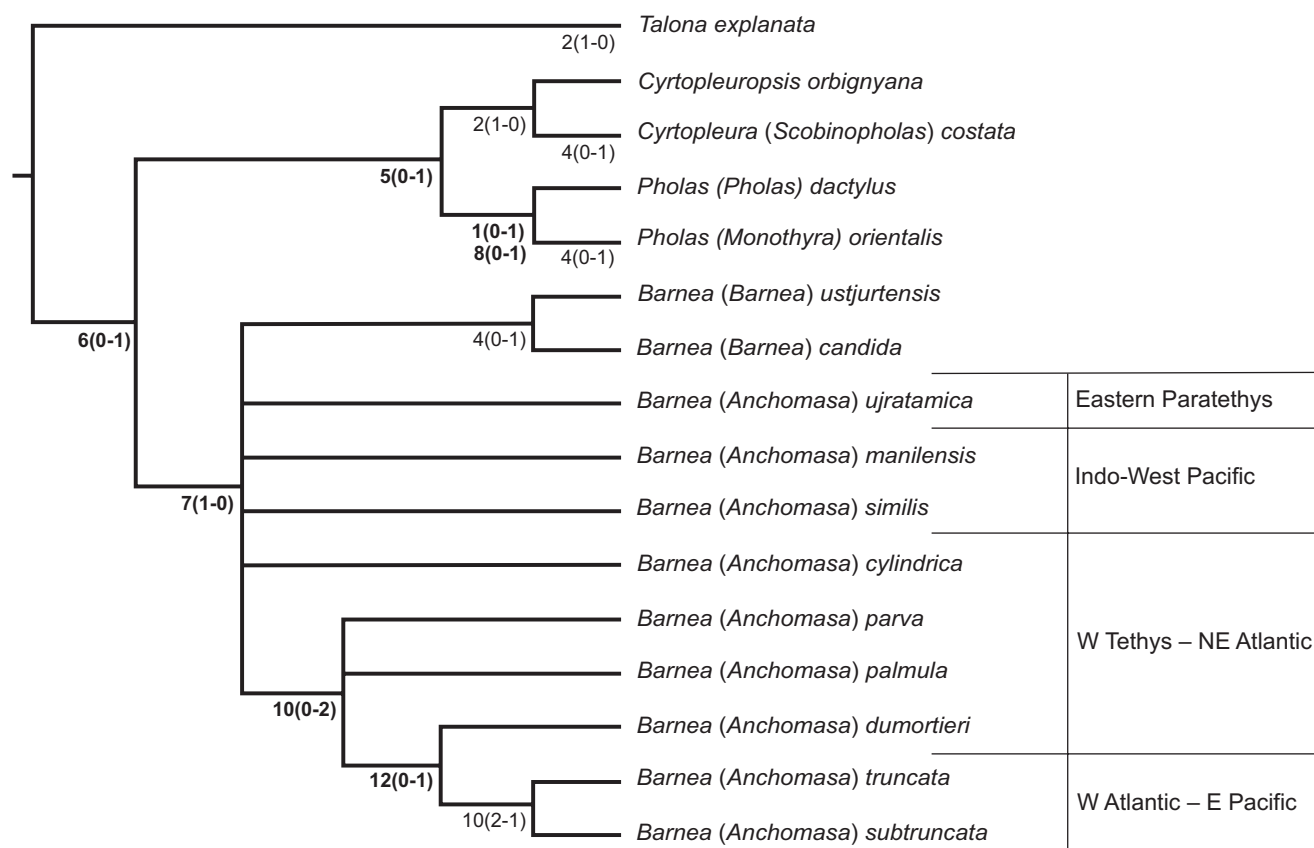 Talona explanata
2(1-0)
Cyrtopleuropsis orbignyana
2(1-0)
Cyrtopleura (Scobinopholas) costata
4(0-1)
5(0-1)
Pholas (Pholas) dactylus
1(0-1)
8(0-1)
Pholas (Monothyra) orientalis
4(0-1)
Barnea (Barnea) ustjurtensis
6(0-1)
4(0-1)
Barnea (Barnea) candida
Barnea (Anchomasa) ujratamica
Eastern Paratethys
Barnea (Anchomasa) manilensis
Indo-West Pacific
7(1-0)
Barnea (Anchomasa) similis
Barnea (Anchomasa) cylindrica
Barnea (Anchomasa) parva
W Tethys – NE Atlantic
Barnea (Anchomasa) palmula
10(0-2)
Barnea (Anchomasa) dumortieri
12(0-1)
Barnea (Anchomasa) truncata
W Atlantic – E Pacific
10(2-1)
Barnea (Anchomasa) subtruncata